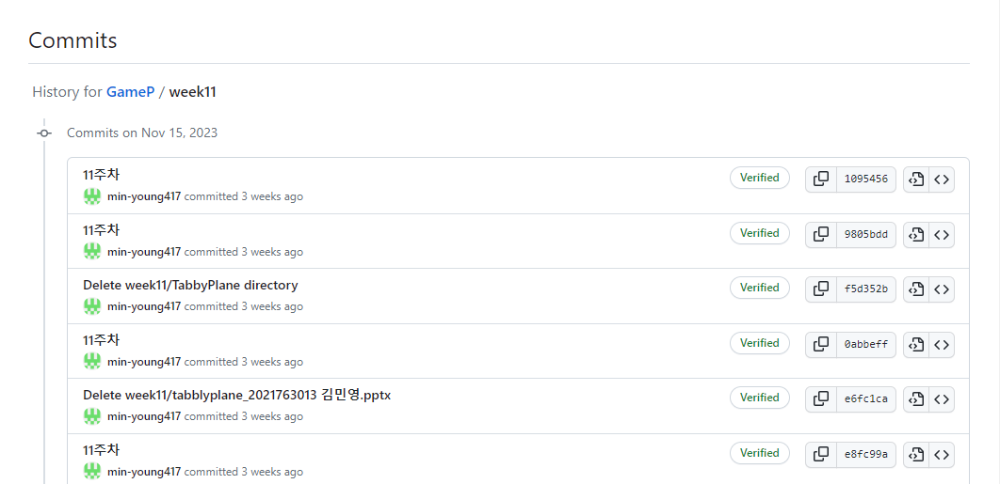 Commits
History for GameP / week11
Commits on Nov 15, 2023
11주차
Verified
1095456
min-young417 committed 3 weeks ago
11주차
Verified
9805bdd
min-young417 committed 3 weeks ago
Delete week11/TabbyPlane directory
Verified
f5d352b
min-young417 committed 3 weeks ago
11주차
Verified
0abbeff
min-young417 committed 3 weeks ago
Delete week11/tabblyplane_2021763013 김민영.pptx
Verified
e6fc1ca
min-young417 committed 3 weeks ago
11주차
Verified
e8fc99a
min-young417 committed 3 weeks ago